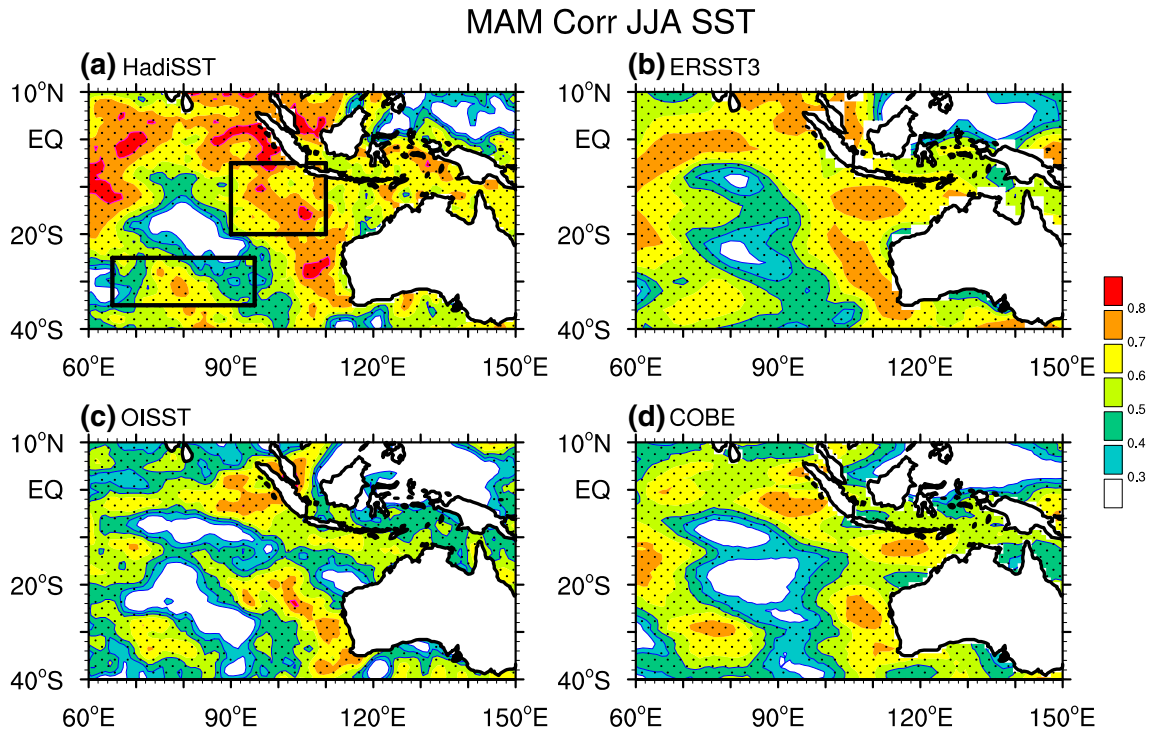 MAM Corr JJA SST
(a) HadiSST
(b) ERSST3
10°N
EQ
20°S
40°S
60°E 90°E 120°E 150°E
10°N
EQ
20°S
40°S
60°E 90°E 120°E 150°E
0.8
0.7
0.6
0.5
0.4
0.3
(c) OISST
(d) COBE
10°N
EQ
20°S
40°S
60°E 90°E 120°E 150°E
10°N
EQ
20°S
40°S
60°E 90°E 120°E 150°E